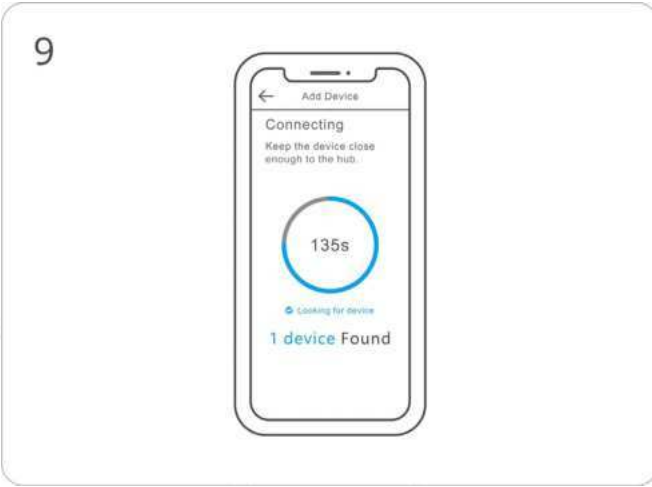 9
Add Device
Connecting
Keep the device close
enough to the hub.
135s
Looking for device
1 device Found